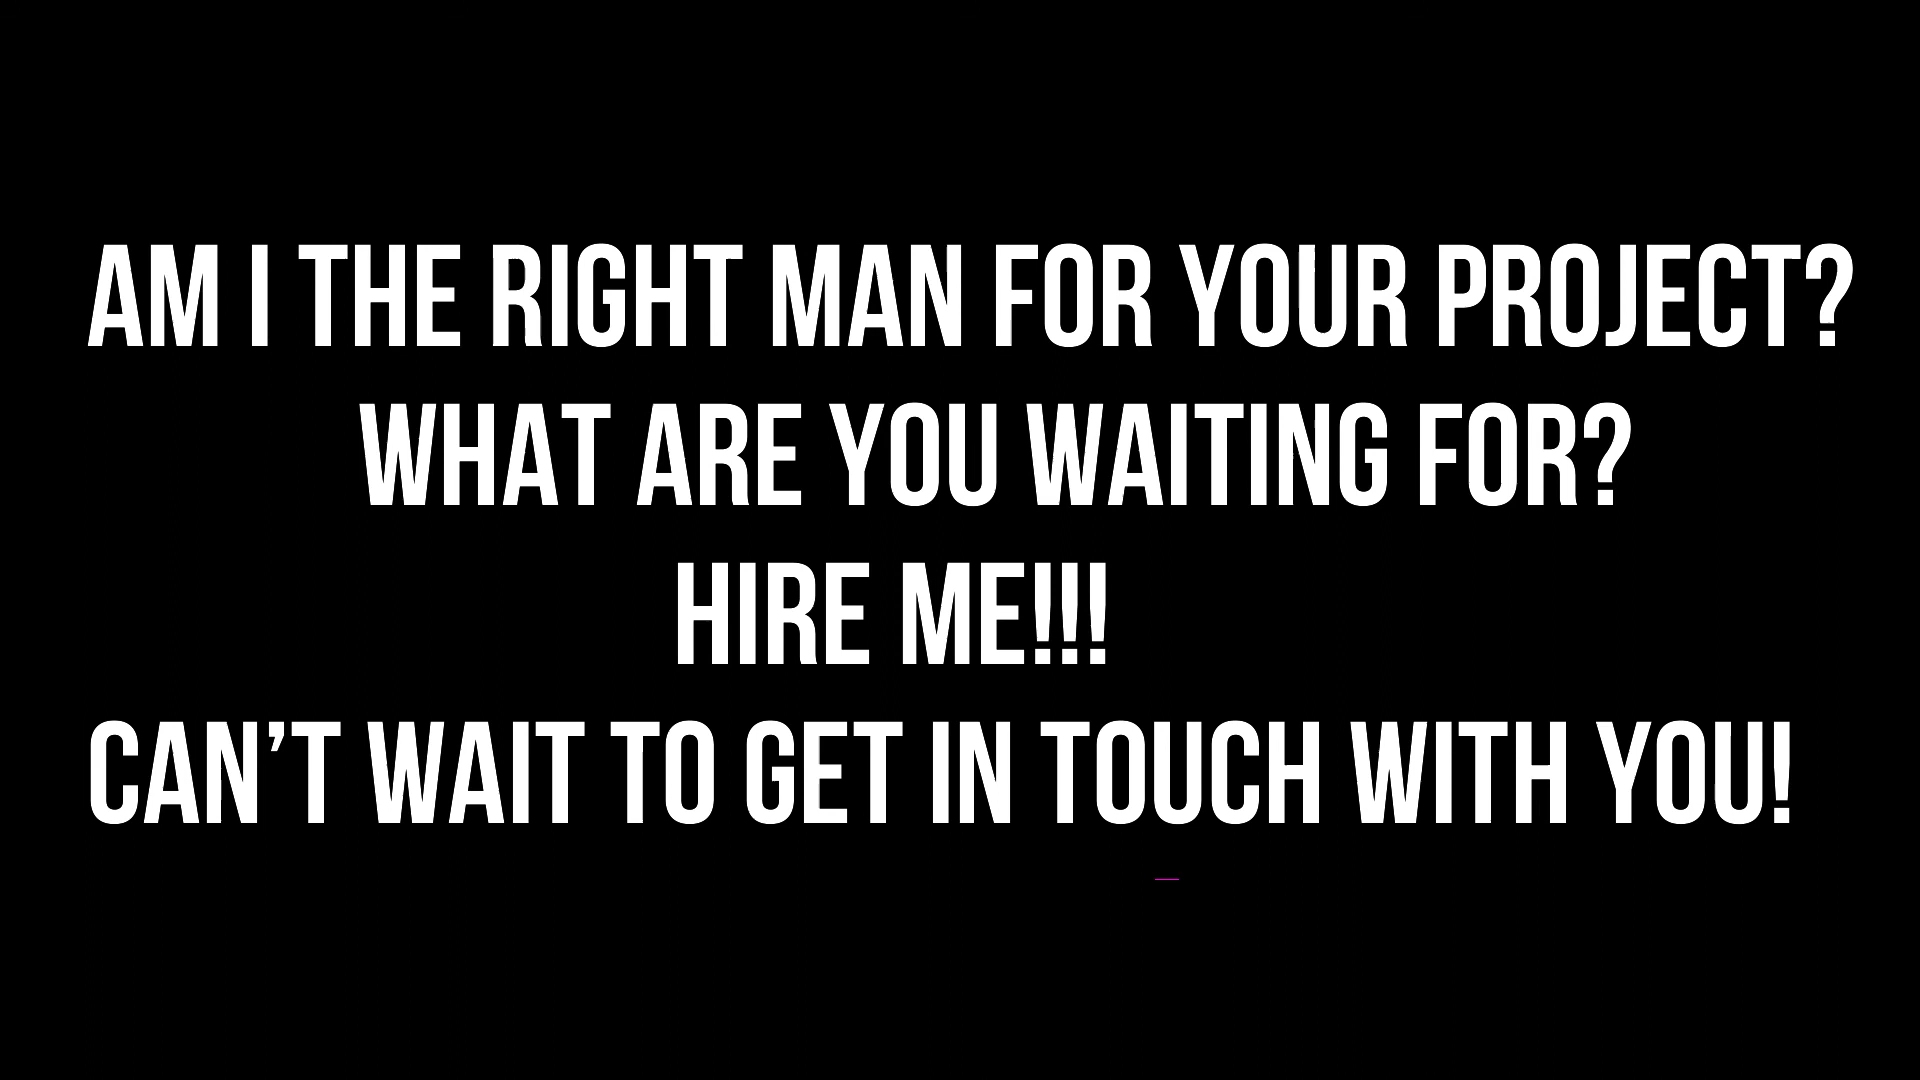 AM I THE RIGHT MAN FOR YOUR PROJECT?
WHAT ARE YOU WAITING FOR?
HIRE ME!!!
CAN’T WAIT TO GET IN TOUCH WITH YOU!